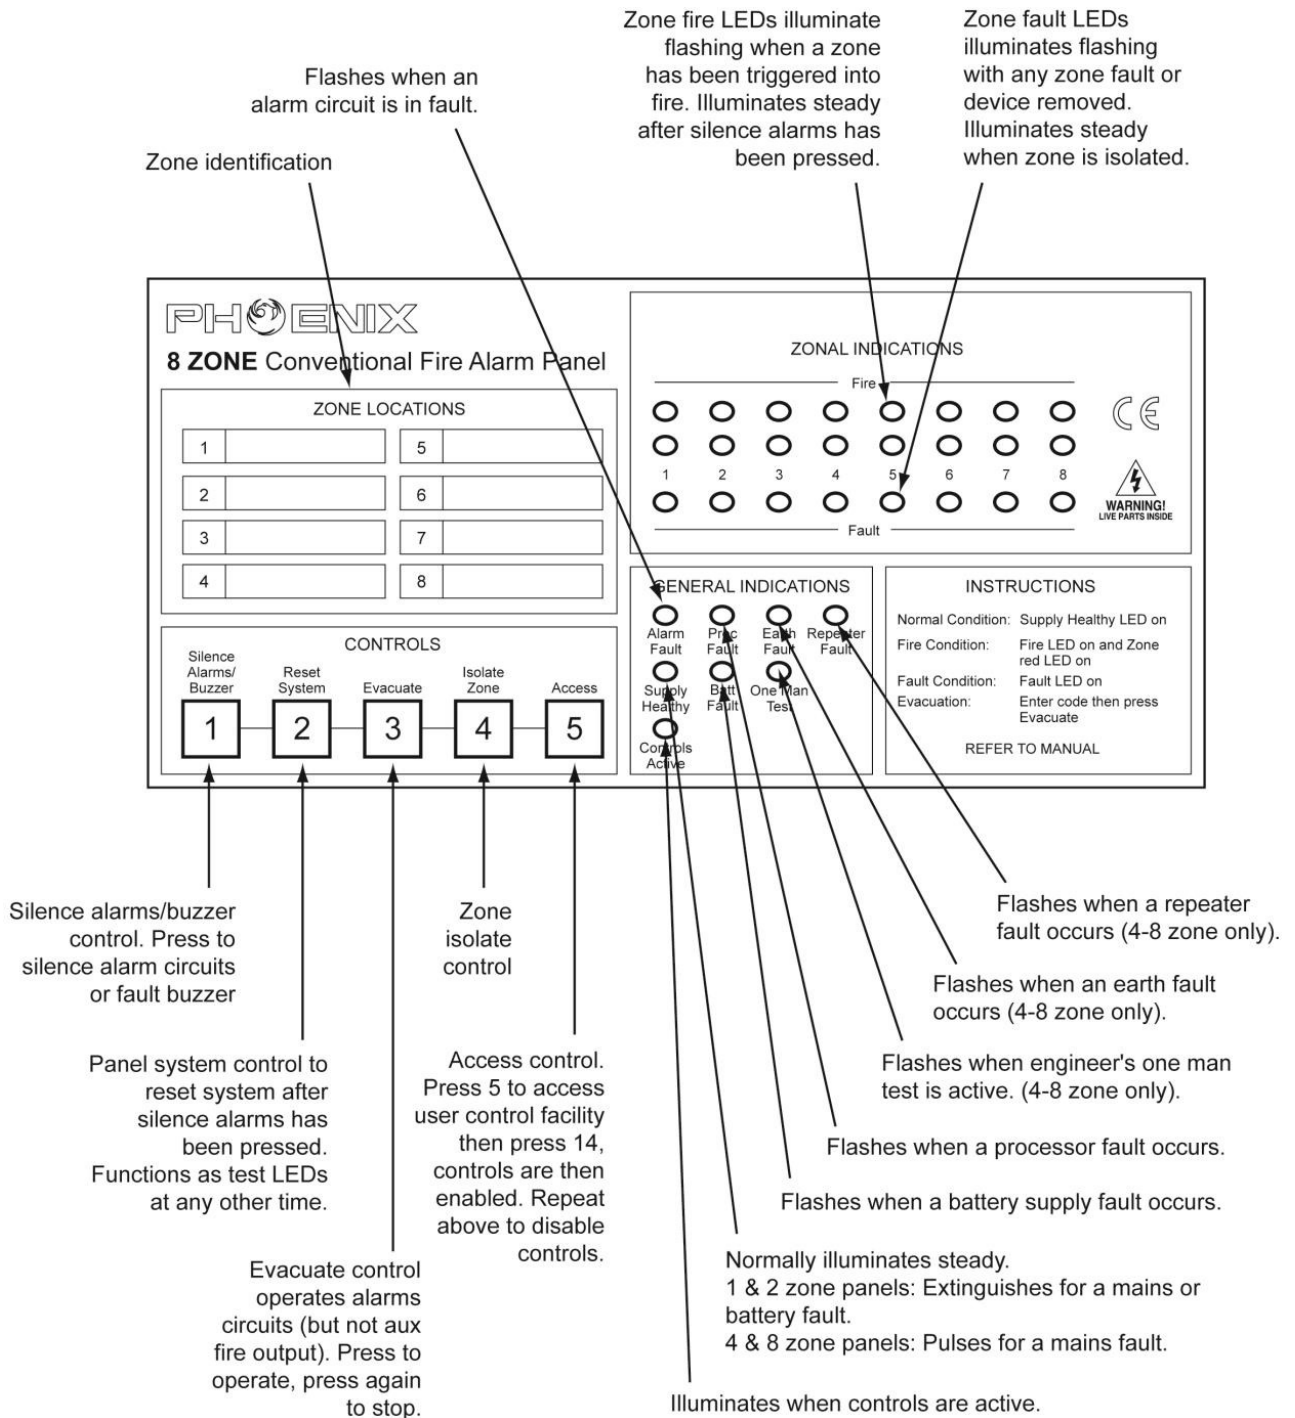 Zone fire LEDs illuminate
flashing when a zone
has been triggered into
fire. Illuminates steady
after silence alarms has
been pressed.
Zone fault LEDs
illuminates flashing
with any zone fault or
device removed.
Illuminates steady
when zone is isolated.
Flashes when an
alarm circuit is in fault.
Zone identification
PHOENIX
8 ZONE Conventional Fire Alarm Panel
ZONE LOCATIONS
1
5
2
6
3
7
4
8
CONTROLS
Silence
Alarms/
Buzzer
Reset
System
Evacuate
Isolate
Zone
Access
1
2
3
4
5
ZONAL INDICATIONS
Fire
1 2 3 4 5 6 7 8
Fault
CE
WARNING!
LIVE PARTS INSIDE
GENERAL INDICATIONS
Alarm
Fault
Proc
Fault
Earth
Fault
Repeater
Fault
Supply
Healthy
Batt
Fault
One Man
Test
Controls
Active
INSTRUCTIONS
Normal Condition: Supply Healthy LED on
Fire Condition: Fire LED on and Zone
red LED on
Fault Condition: Fault LED on
Evacuation: Enter code then press
Evacuate
REFER TO MANUAL
Silence alarms/buzzer
control. Press to
silence alarm circuits
or fault buzzer
Panel system control to
reset system after
silence alarms has
been pressed.
Functions as test LEDs
at any other time.
Evacuate control
operates alarms
circuits (but not aux
fire output). Press to
operate, press again
to stop.
Zone
isolate
control
Access control.
Press 5 to access
user control facility
then press 14,
controls are then
enabled. Repeat
above to disable
controls.
Flashes when a repeater
fault occurs (4-8 zone only).
Flashes when an earth fault
occurs (4-8 zone only).
Flashes when engineer's one man
test is active. (4-8 zone only).
Flashes when a processor fault occurs.
Flashes when a battery supply fault occurs.
Normally illuminates steady.
1 & 2 zone panels: Extinguishes for a mains or
battery fault.
4 & 8 zone panels: Pulses for a mains fault.
Illuminates when controls are active.